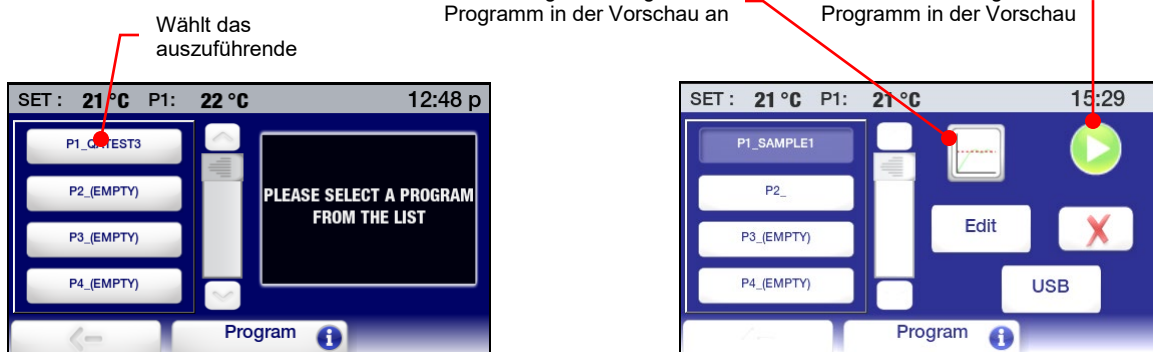 Programm in der Vorschau an
Programm in der Vorschau
Wählt das
auszuführende
SET : 21 °C P1: 22 °C 12:48 p
P1_QATEST3
P2_(EMPTY)
P3_(EMPTY)
P4_(EMPTY)
PLEASE SELECT A PROGRAM
FROM THE LIST
Program
SET : 21 °C P1: 21 °C 15:29
P1_SAMPLE1
P2_
P3_(EMPTY)
P4_(EMPTY)
Edit
USB
Program